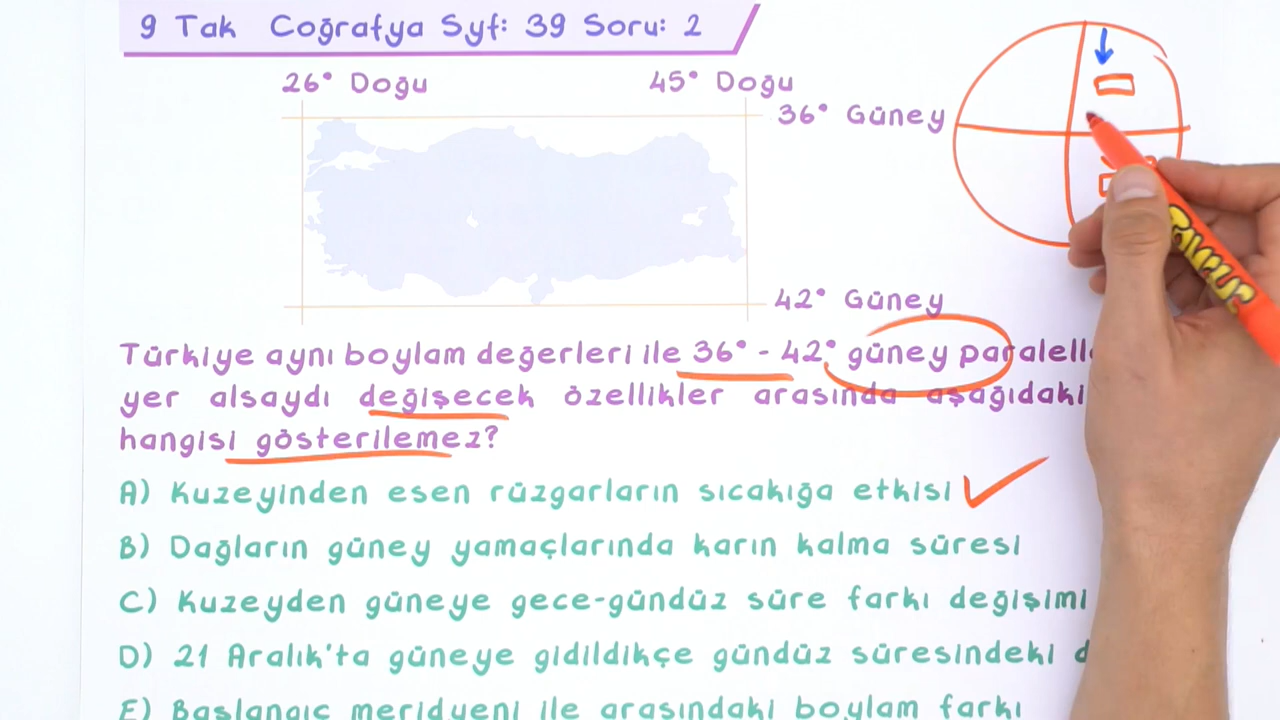 9 Tak Coğrafya Syf: 39 Soru: 2
26° Doğu
45° Doğu
36° Güney
42° Güney
Türkiye aynı boylam değerleri ile 36° - 42° güney
yer alsaydı değişecek özellikler arasında aşağıdaki
hangisi gösterilemez?
A) Kuzeyinden esen rüzgarların sıcakığa etkisi
B) Dağların güney yamaçlarında karın kalma süresi
C) Kuzeyden güneye gece-gündüz süre farkı değişimi
D) 21 Aralık'ta güneye gidildikçe gündüz süresindeki
E) Başlangıç meridyeni ile arasındaki boylam farkı